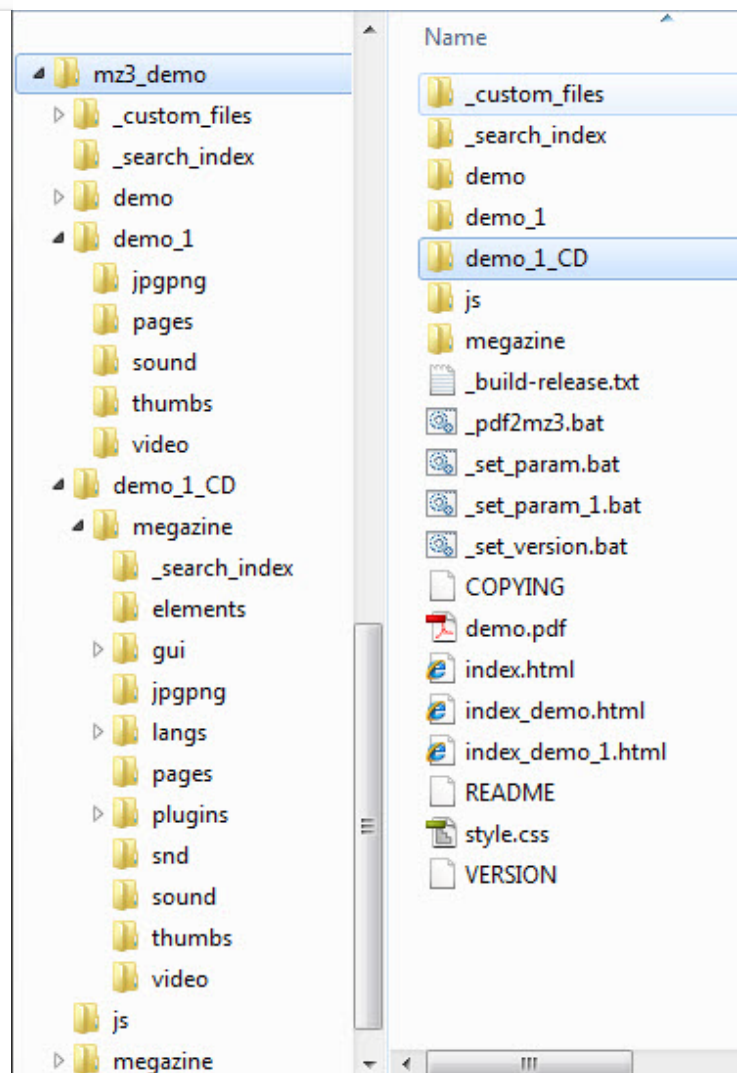 mz3_demo
_custom_files
_search_index
demo
demo_1
jpgpng
pages
sound
thumbs
video
demo_1_CD
megazine
_search_index
elements
gui
jpgpng
langs
pages
plugins
snd
sound
thumbs
video
js
megazine
Name
_custom_files
_search_index
demo
demo_1
demo_1_CD
js
megazine
_build-release.txt
_pdf2mz3.bat
_set_param.bat
_set_param_1.bat
_set_version.bat
COPYING
demo.pdf
index.html
index_demo.html
index_demo_1.html
README
style.css
VERSION